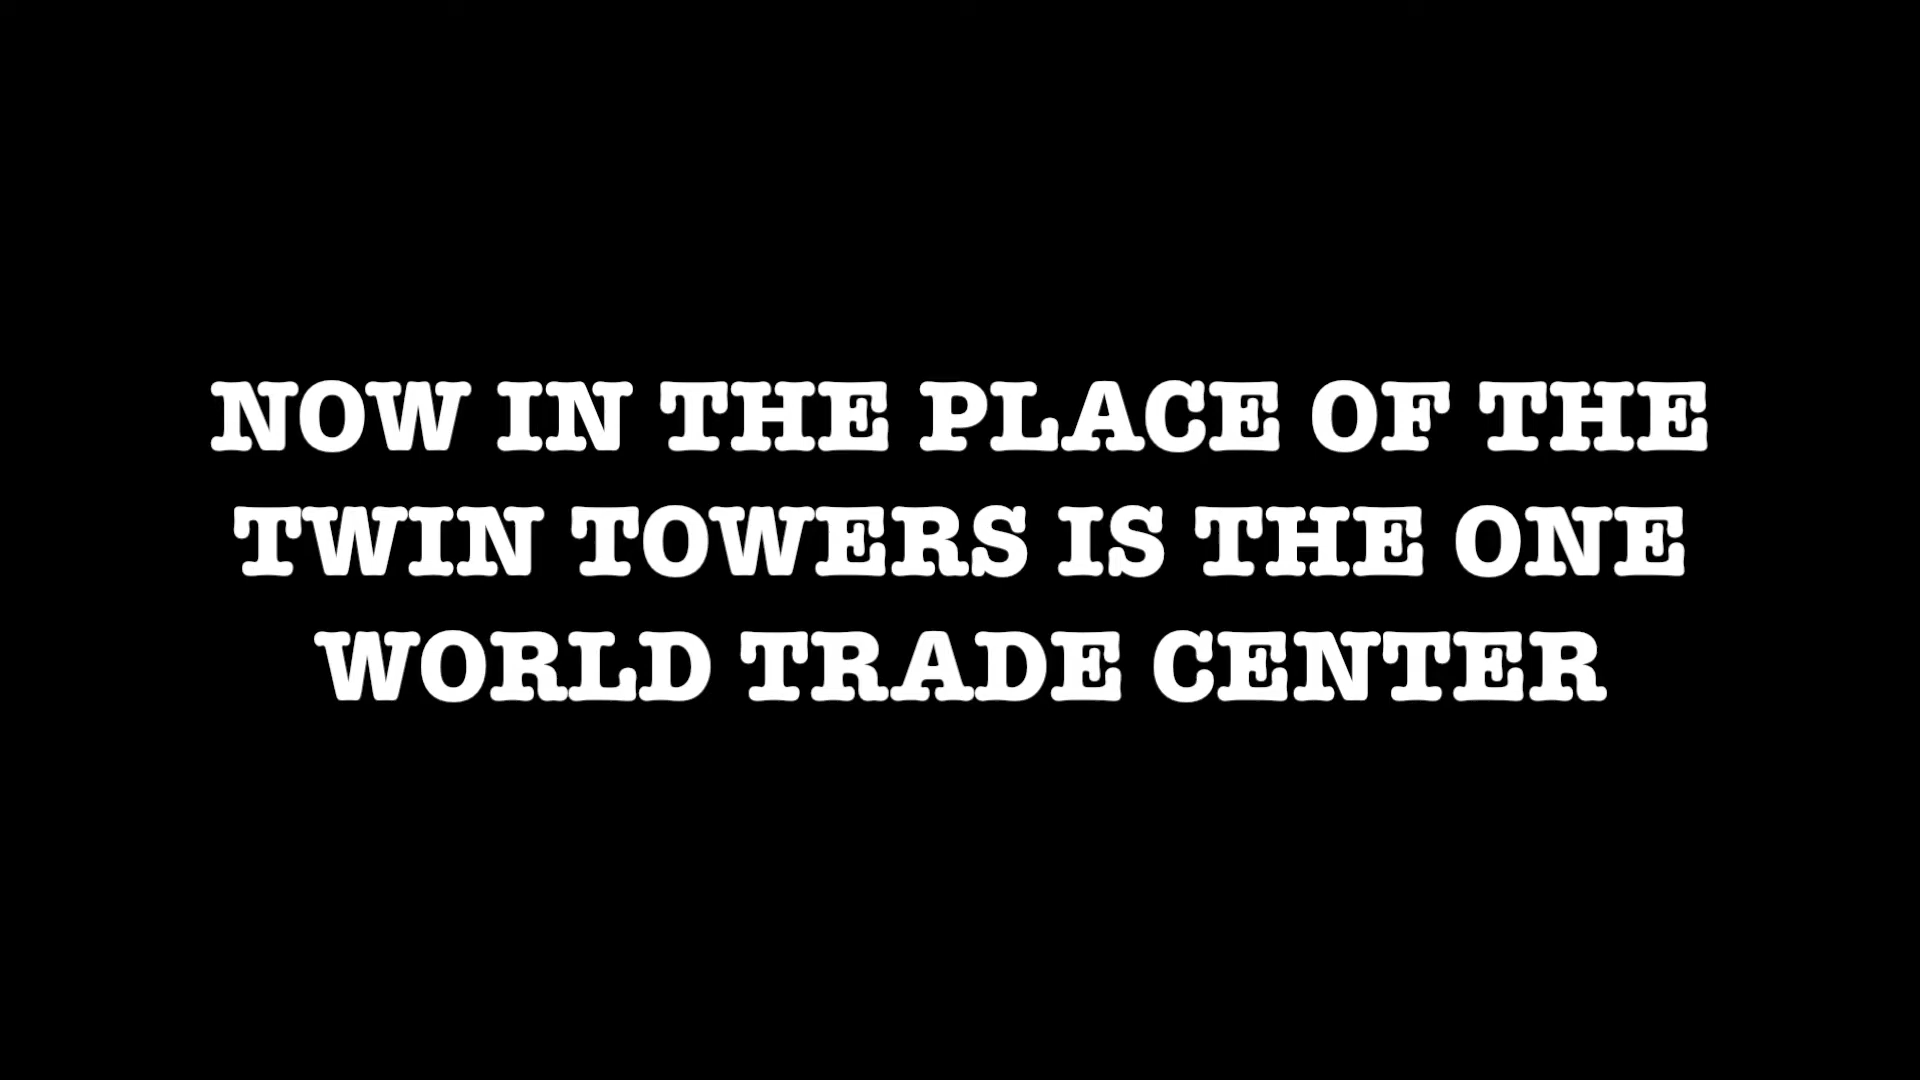 NOW IN THE PLACE OF THE
TWIN TOWERS IS THE ONE
WORLD TRADE CENTER